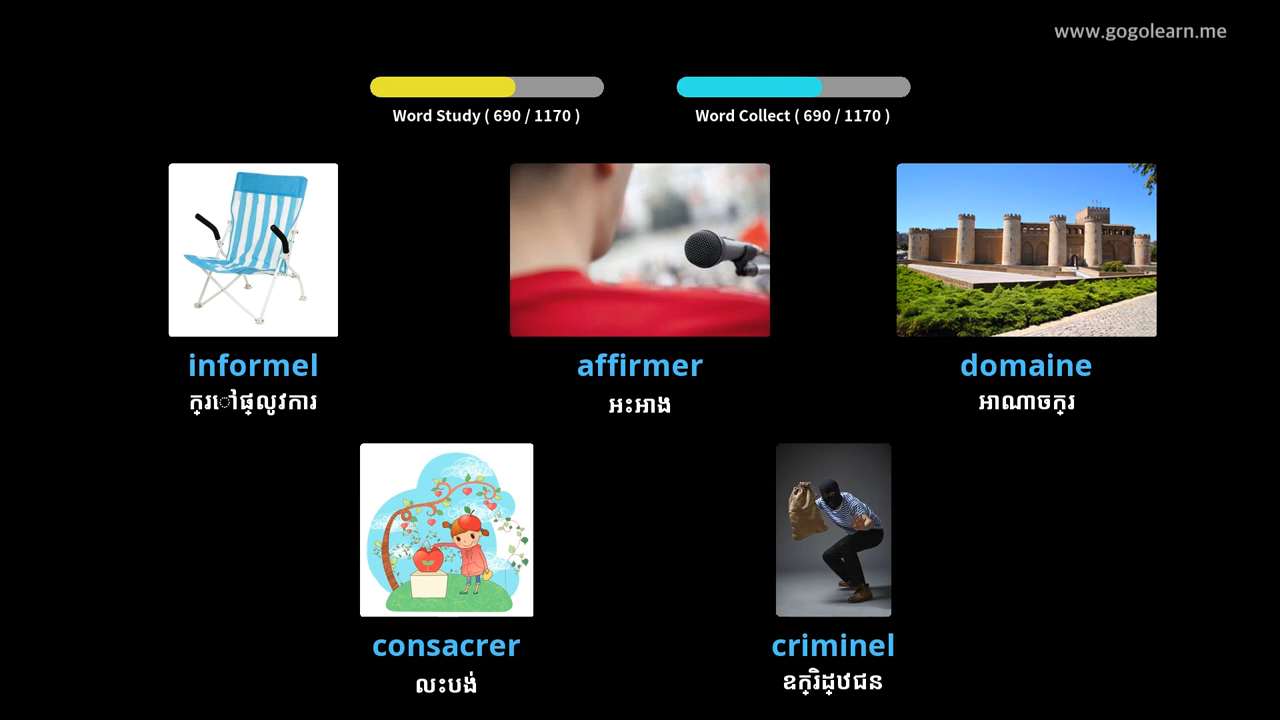 www.gogolearn.me
Word Study ( 690 / 1170 )
Word Collect ( 690 / 1170 )
informel
ក្រៅផ្លូវការ
affirmer
អះអាង
domaine
អាណាចក្រ
consacrer
លះបង់
criminel
ឧក្រិដ្ឋជន